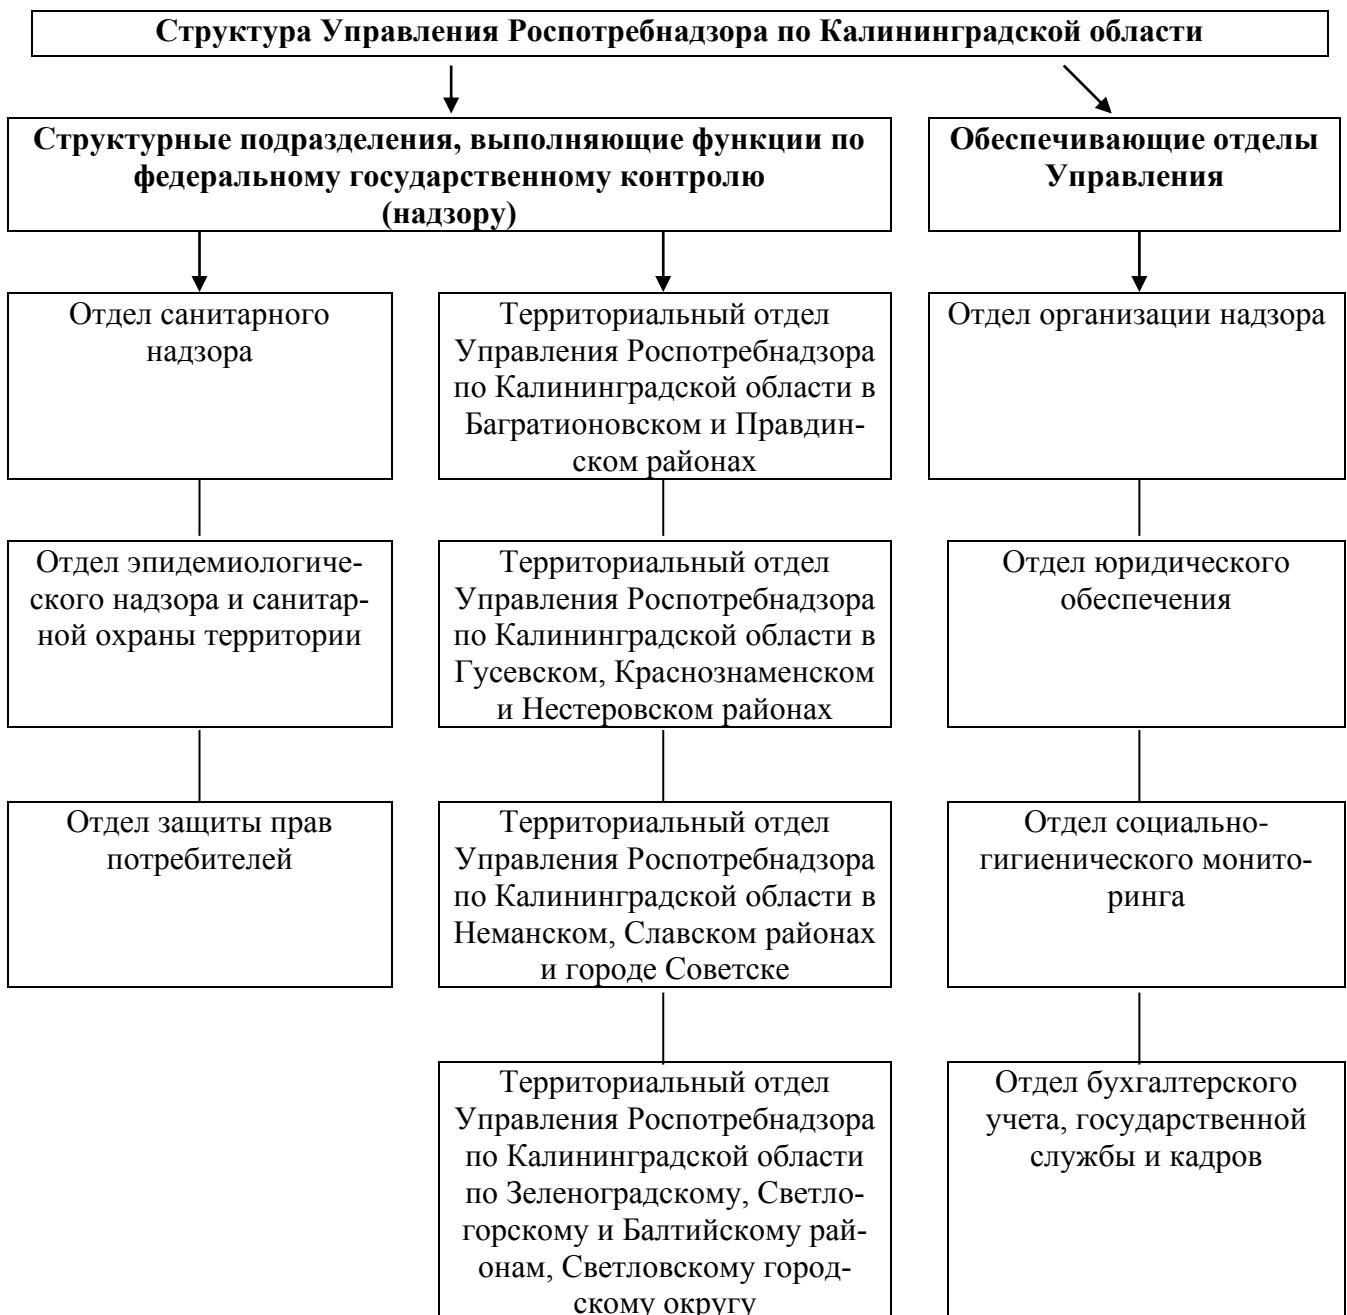 Структура Управления Роспотребнадзора по Калининградской области
Структурные подразделения, выполняющие функции по
федеральному государственному контролю
(надзору)
Обеспечивающие отделы
Управления
Отдел санитарного
надзора
Территориальный отдел
Управления Роспотребнадзора
по Калининградской области в
Багратионовском и Правдин-
ском районах
Отдел организации надзора
Отдел эпидемиологиче-
ского надзора и санитар-
ной охраны территории
Территориальный отдел
Управления Роспотребнадзора
по Калининградской области в
Гусевском, Краснознаменском
и Нестеровском районах
Отдел юридического
обеспечения
Отдел защиты прав
потребителей
Территориальный отдел
Управления Роспотребнадзора
по Калининградской области в
Неманском, Славском районах
и городе Советске
Отдел социально-
гигиенического монито-
ринга
Территориальный отдел
Управления Роспотребнадзора
по Калининградской области
по Зеленоградскому, Светло-
горскому и Балтийскому рай-
онам, Светловскому город-
скому округу
Отдел бухгалтерского
учета, государственной
службы и кадров